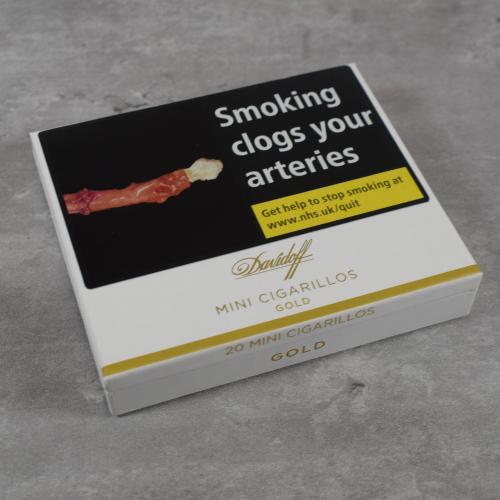 Smoking
clogs your
arteries
Get help to stop smoking at
www.nhs.uk/quit
Davidoff
MINI CIGARILLOS
GOLD
20 MINI CIGARILLOS
GOLD